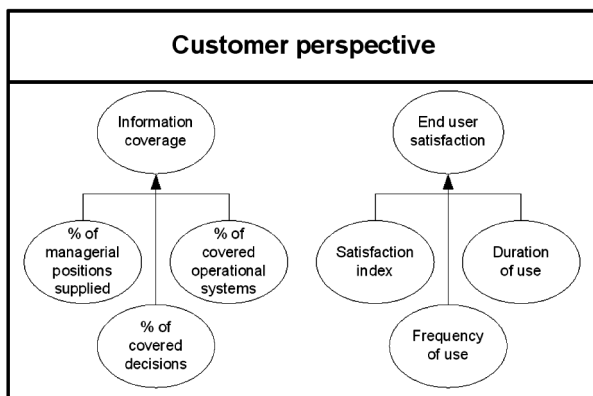 Customer perspective
Information
coverage
End user
satisfaction
% of
managerial
positions
supplied
% of
covered
operational
systems
Satisfaction
index
Duration
of use
% of
covered
decisions
Frequency
of use